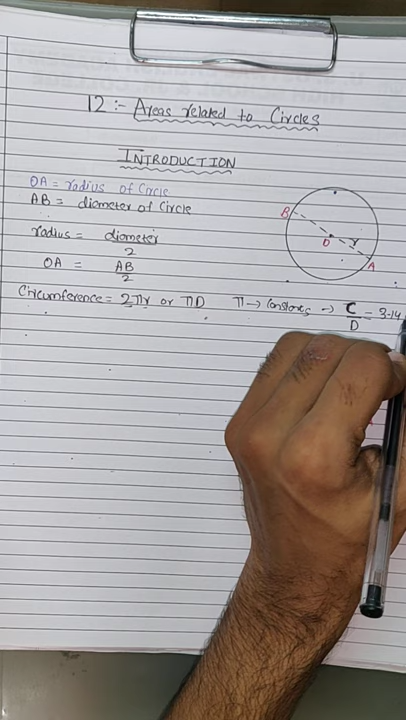 12 :- Areas related to Circles
INTRODUCTION
OA = radius of Circle
AB = diameter of Circle
radius = diameter
2
OA = AB
2
Circumference = 2πr or πD π → Constant → C/D = 3.14
B
O
r
A